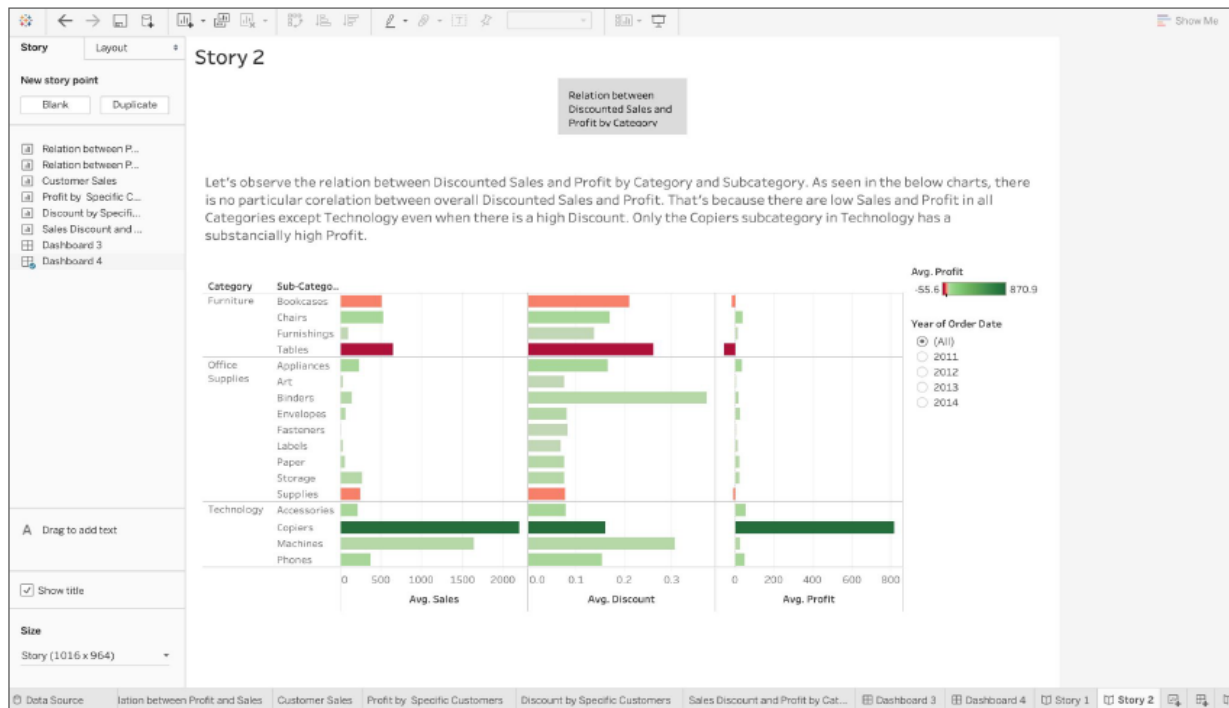 Show Me
Story
Layout
New story point
Blank
Duplicate
Relation between P...
Relation between P...
Customer Sales
Profit by Specific C...
Discount by Specifi...
Sales Discount and ...
Dashboard 3
Dashboard 4
A Drag to add text
Show title
Size
Story (1016 x 964)
Story 2
Relation between
Discounted Sales and
Profit by Category
Let's observe the relation between Discounted Sales and Profit by Category and Subcategory. As seen in the below charts, there
is no particular corelation between overall Discounted Sales and Profit. That's because there are low Sales and Profit in all
Categories except Technology even when there is a high Discount. Only the Copiers subcategory in Technology has a
substancially high Profit.
Category Sub-Catego..
Furniture Bookcases
Chairs
Furnishings
Tables
Office Supplies Appliances
Art
Binders
Envelopes
Fasteners
Labels
Paper
Storage
Supplies
Technology Accessories
Copiers
Machines
Phones
0 500 1000 1500 2000 0.0 0.1 0.2 0.3 0 200 400 600 800
Avg. Sales Avg. Discount Avg. Profit
Avg. Profit
-55.6 870.9
Year of Order Date
(All)
2011
2012
2013
2014
Data Source lation between Profit and Sales Customer Sales Profit by Specific Customers Discount by Specific Customers Sales Discount and Profit by Cat... Dashboard 3 Dashboard 4 Story 1 Story 2